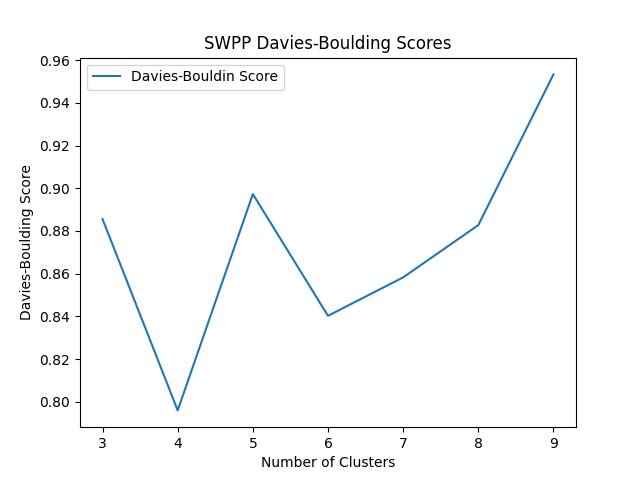 SWPP Davies-Boulding Scores
Davies-Bouldin Score
0.96
0.94
0.92
0.90
0.88
0.86
0.84
0.82
0.80
Davies-Boulding Score
3 4 5 6 7 8 9
Number of Clusters